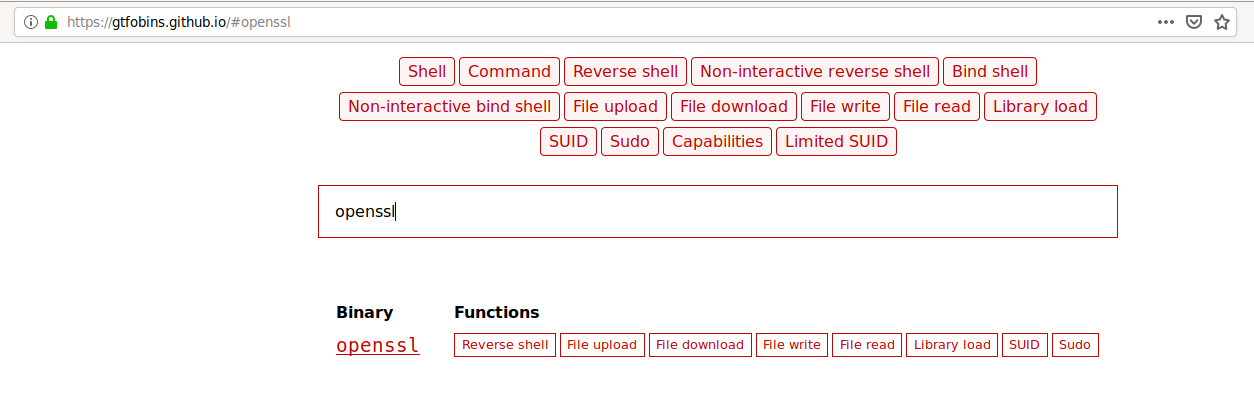 https://gtfobins.github.io/#openssl
Shell Command Reverse shell Non-interactive reverse shell Bind shell
Non-interactive bind shell File upload File download File write File read Library load
SUID Sudo Capabilities Limited SUID
openssl
Binary Functions
openssl Reverse shell File upload File download File write File read Library load SUID Sudo